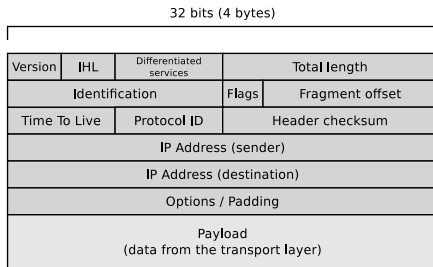 32 bits (4 bytes)
Version IHL Differentiated services Total length
Identification Flags Fragment offset
Time To Live Protocol ID Header checksum
IP Address (sender)
IP Address (destination)
Options / Padding
Payload
(data from the transport layer)